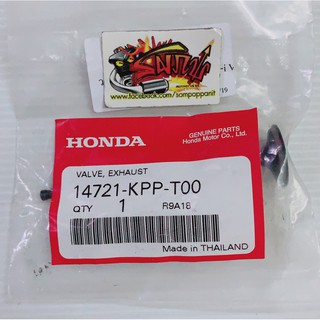 www.facebook.com/sompoppanit
HONDA
GENUINE PARTS
Honda Motor Co., Ltd.
VALVE, EXHAUST
14721-KPP-T00
QTY 1 R9A18
Made in THAILAND